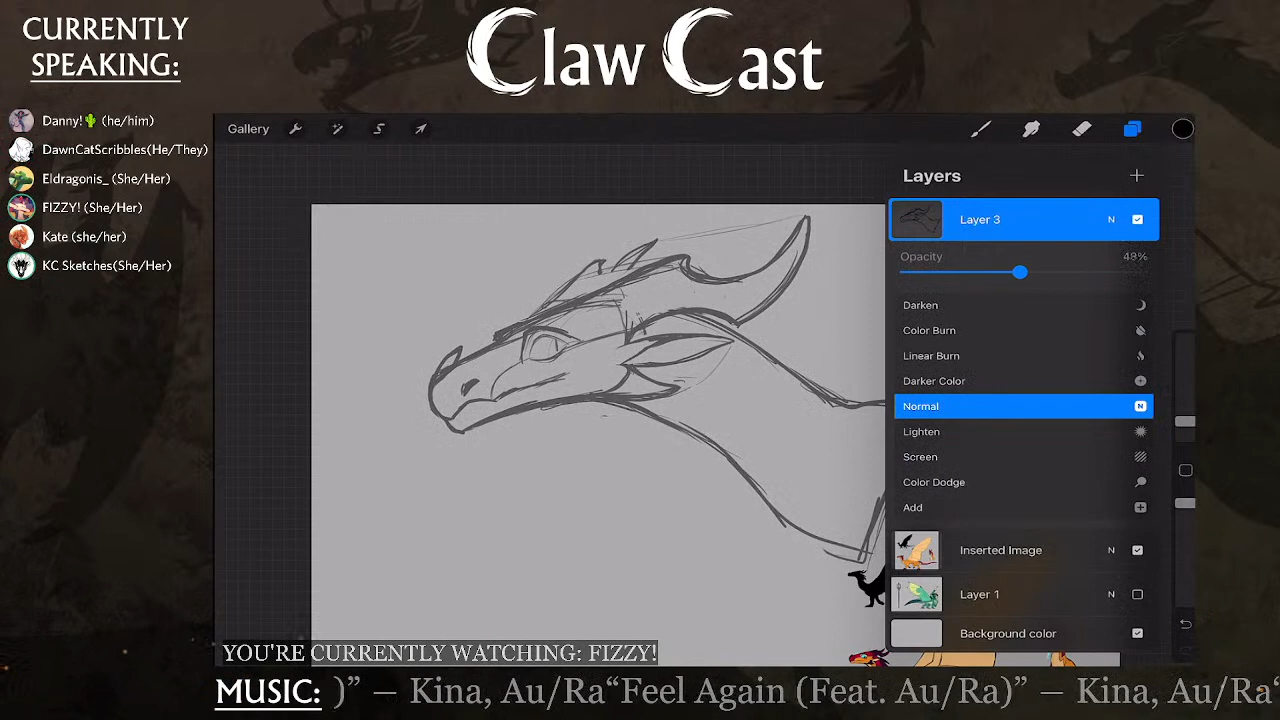 CURRENTLY
SPEAKING:
Claw Cast
Danny!🌵 (he/him)
DawnCatScribbles(He/They)
Eldragonis_ (She/Her)
FIZZY! (She/Her)
Kate (she/her)
KC Sketches(She/Her)
Gallery
Layers
Layer 3 N
Opacity 49%
Darken
Color Burn
Linear Burn
Darker Color
Normal N
Lighten
Screen
Color Dodge
Add
Inserted Image N
Layer 1 N
Background color
YOU'RE CURRENTLY WATCHING: FIZZY!
MUSIC: )” — Kina, Au/Ra“Feel Again (Feat. Au/Ra)” — Kina, Au/Ra“